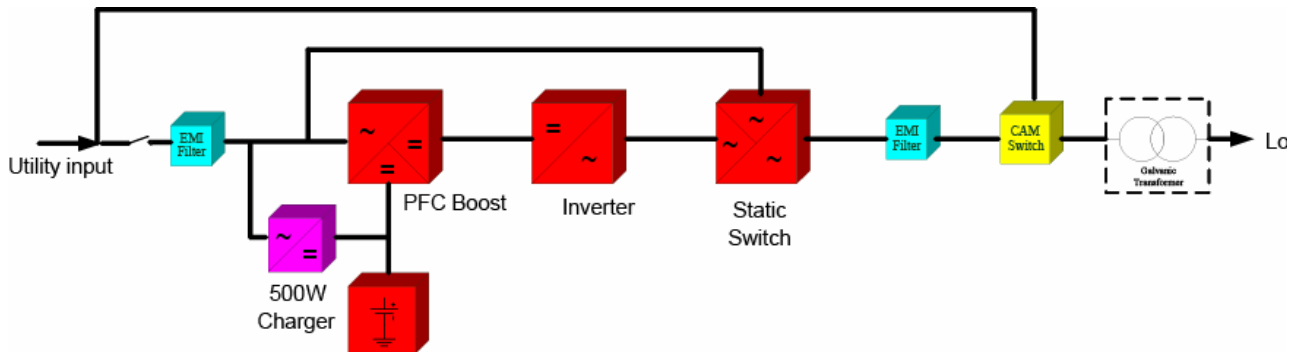 EMI
Filter
Utility input
PFC Boost
Inverter
Static
Switch
EMI
Filter
CAM
Switch
Galvanic
Transformer
Lo
500W
Charger